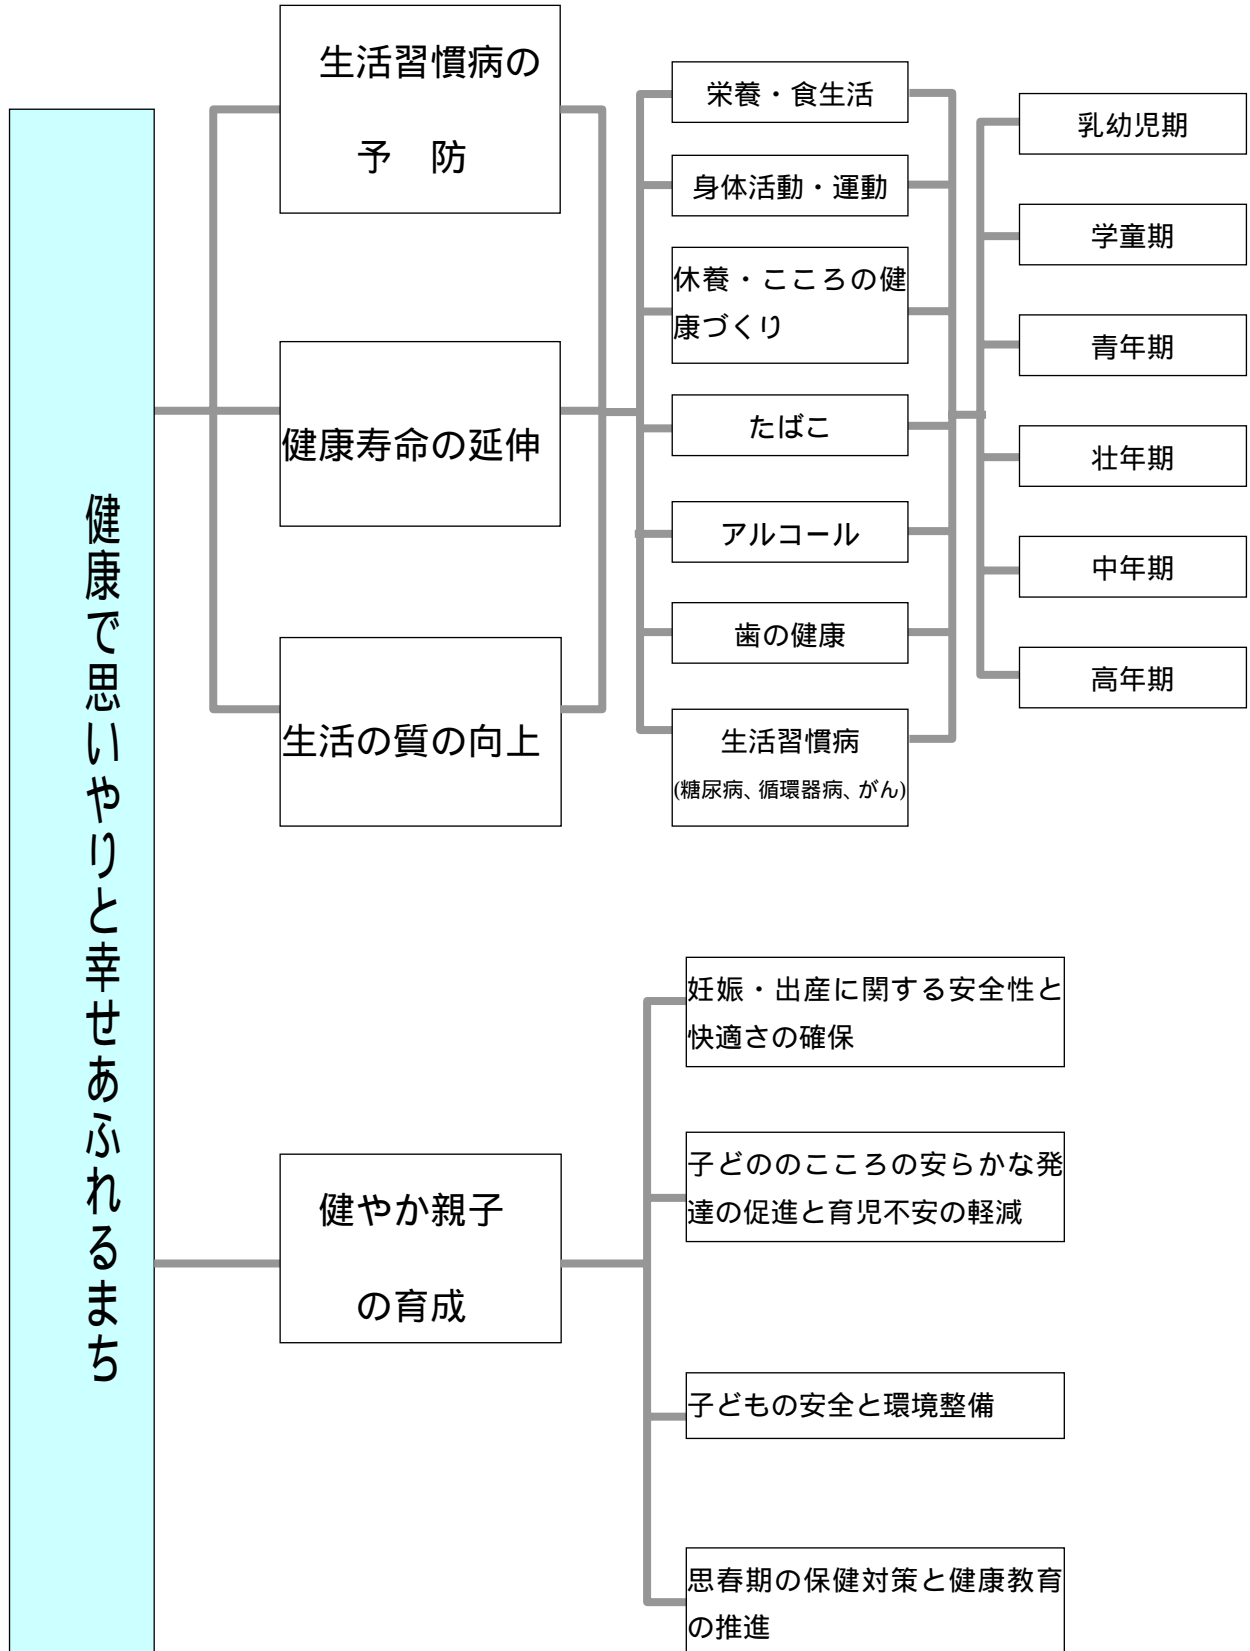 健康で思いやりと幸せあふれるまち
生活習慣病の
予　防
健康寿命の延伸
生活の質の向上
栄養・食生活
身体活動・運動
休養・こころの健
康づくり
たばこ
アルコール
歯の健康
生活習慣病
(糖尿病、循環器病、がん)
乳幼児期
学童期
青年期
壮年期
中年期
高年期
健やか親子
の育成
妊娠・出産に関する安全性と
快適さの確保
子どののこころの安らかな発
達の促進と育児不安の軽減
子どもの安全と環境整備
思春期の保健対策と健康教育
の推進